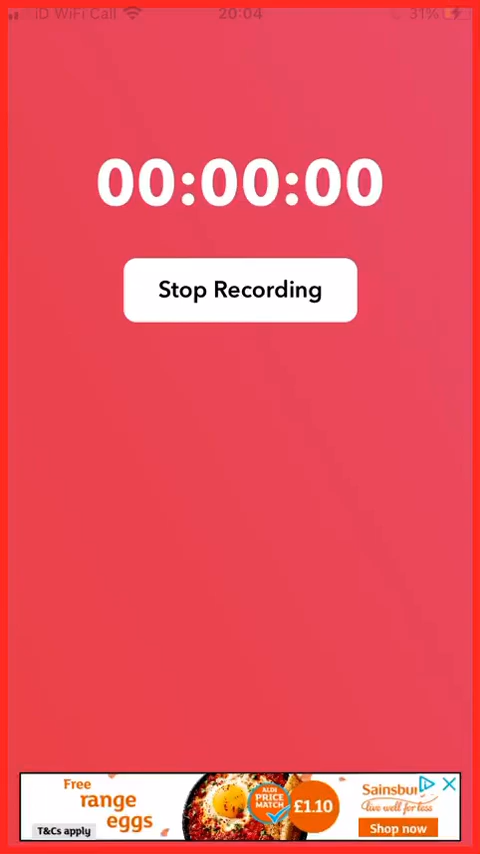 iD WiFi Call 20:04 31%
00:00:00
Stop Recording
Free
range
eggs
T&Cs apply
ALDI
PRICE
MATCH
£1.10
live well for less
Shop now